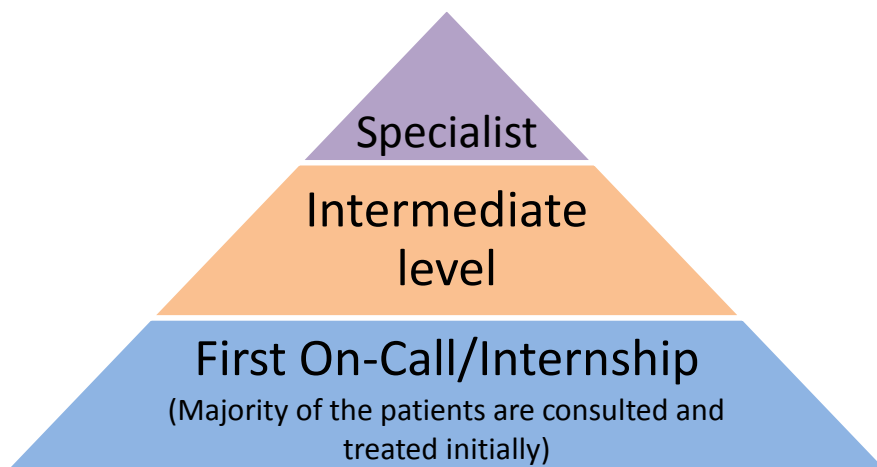 Specialist
Intermediate
level
First On-Call/Internship
(Majority of the patients are consulted and
treated initially)